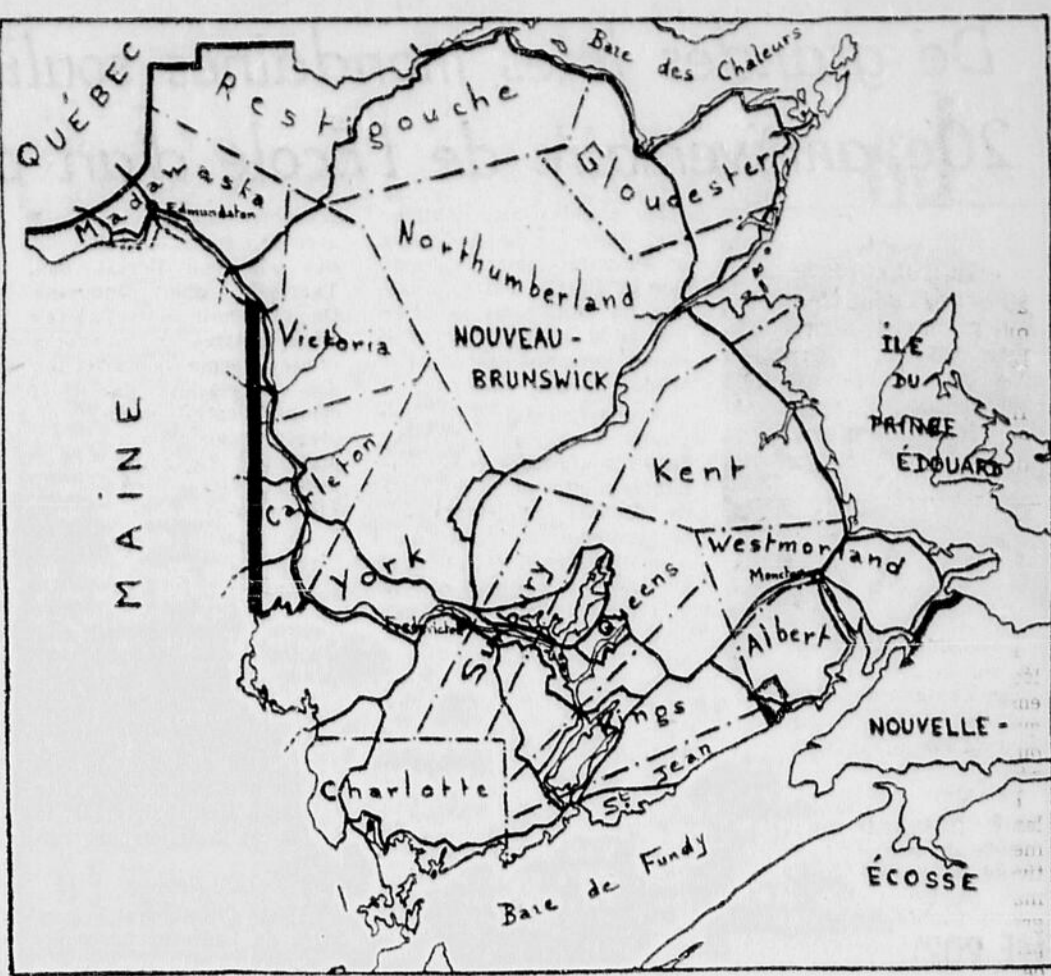 QUÉBEC
Restigouche
Baie
des Chaleurs
Madawaska
Edmundston
Gloudester
Northumberland
Victoria
NOUVEAU-
BRUNSWICK
ÎLE
DU
PRINCE
ÉDOUARD
MAINE
Carleton
Kent
York
Westmorland
Moncton
Fredericton
Sunbury
Queens
Albert
Kings
NOUVELLE-
St Jean
Charlotte
ÉCOSSE
Baie de Fundy